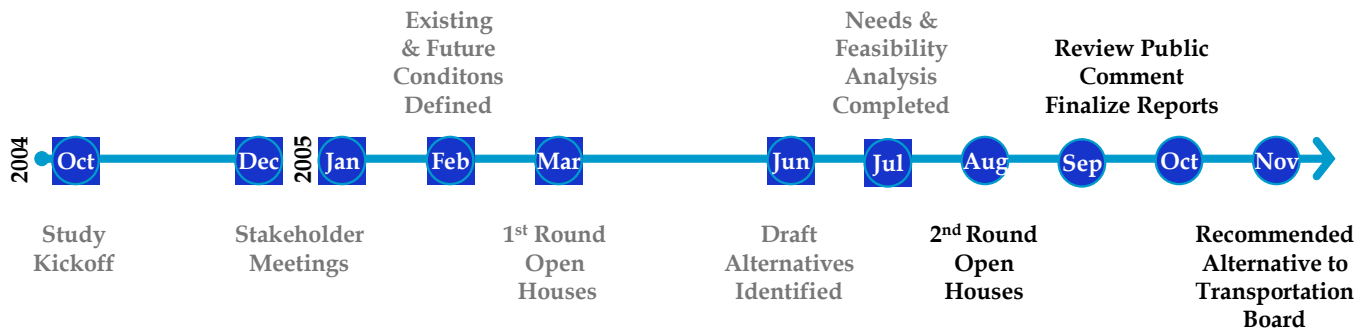 Existing
& Future
Conditons
Defined
Needs &
Feasibility
Analysis
Completed
Review Public
Comment
Finalize Reports
2004
Oct
Dec
2005
Jan
Feb
Mar
Jun
Jul
Aug
Sep
Oct
Nov
Study
Kickoff
Stakeholder
Meetings
1st Round
Open
Houses
Draft
Alternatives
Identified
2nd Round
Open
Houses
Recommended
Alternative to
Transportation
Board